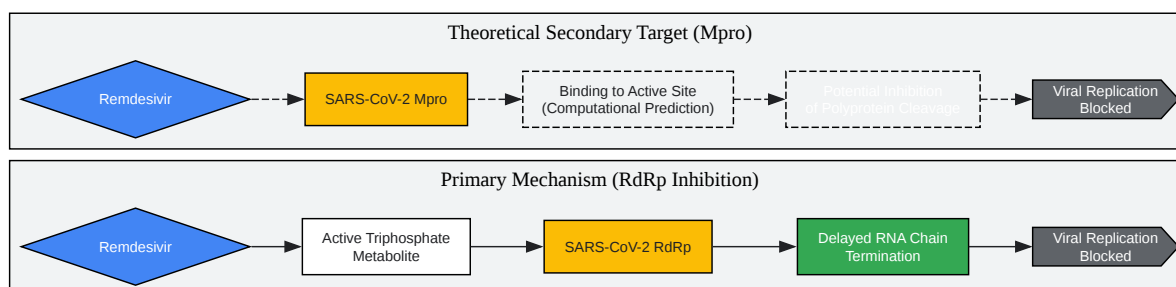 Theoretical Secondary Target (Mpro)
Remdesivir
SARS-CoV-2 Mpro
Binding to Active Site
(Computational Prediction)
Potential Inhibition
of Polyprotein Cleavage
Viral Replication
Blocked
Primary Mechanism (RdRp Inhibition)
Remdesivir
Active Triphosphate
Metabolite
SARS-CoV-2 RdRp
Delayed RNA Chain
Termination
Viral Replication
Blocked